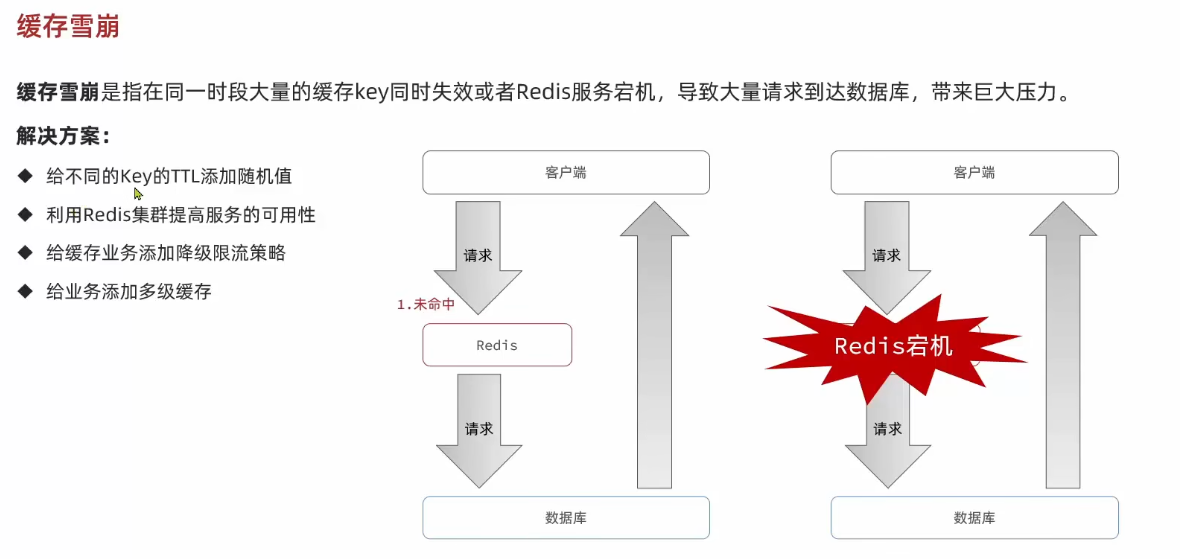 缓存雪崩
缓存雪崩是指在同一时段大量的缓存key同时失效或者Redis服务宕机，导致大量请求到达数据库，带来巨大压力。
解决方案：
◆ 给不同的Key的TTL添加随机值
◆ 利用Redis集群提高服务的可用性
◆ 给缓存业务添加降级限流策略
◆ 给业务添加多级缓存
客户端
请求
1.未命中
Redis
请求
数据库
客户端
请求
Redis宕机
请求
数据库